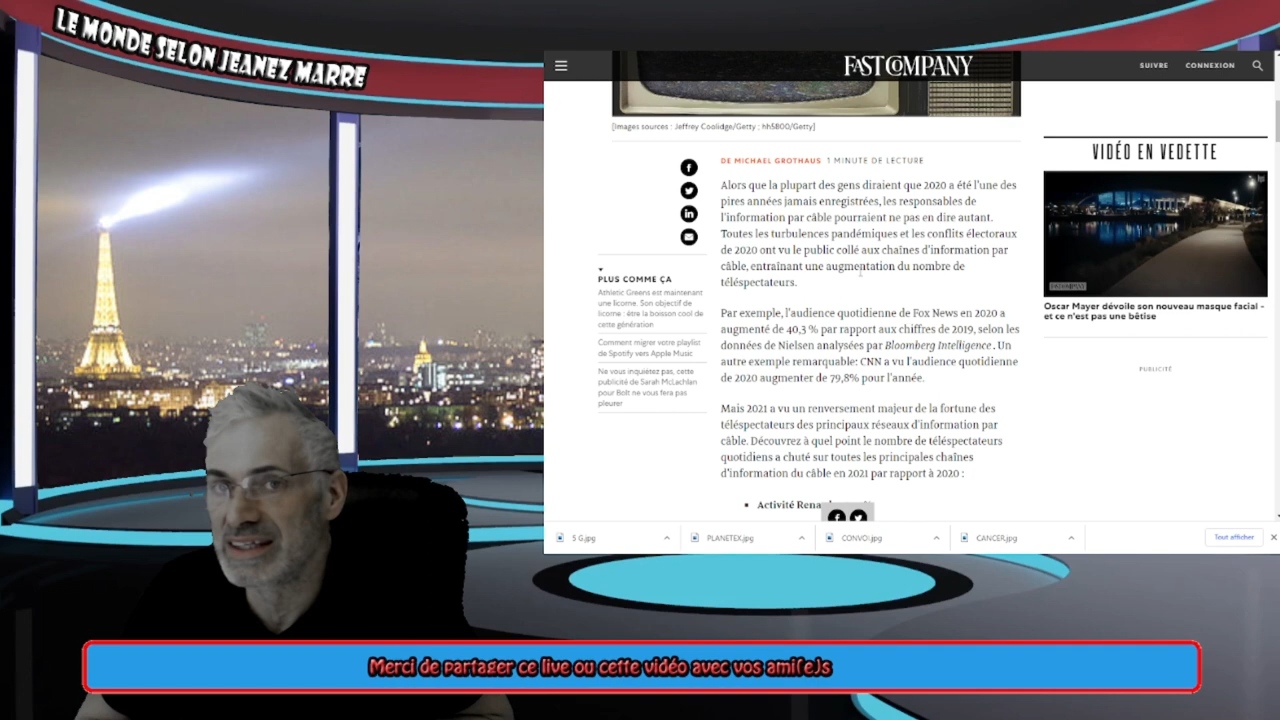 LE MONDE SELON JEANEZ MARRE
FAST COMPANY
SUIVRE
CONNEXION
[Images sources : Jeffrey Coolidge/Getty ; hh5800/Getty]
DE MICHAEL GROTHAUS 1 MINUTE DE LECTURE
Alors que la plupart des gens diraient que 2020 a été l'une des
pires années jamais enregistrées, les responsables de
l'information par câble pourraient ne pas en dire autant.
Toutes les turbulences pandémiques et les conflits électoraux
de 2020 ont vu le public collé aux chaînes d'information par
câble, entraînant une augmentation du nombre de
téléspectateurs.
Par exemple, l'audience quotidienne de Fox News en 2020 a
augmenté de 40,3 % par rapport aux chiffres de 2019, selon les
données de Nielsen analysées par Bloomberg Intelligence . Un
autre exemple remarquable: CNN a vu l'audience quotidienne
de 2020 augmenter de 79,8% pour l'année.
Mais 2021 a vu un renversement majeur de la fortune des
téléspectateurs des principaux réseaux d'information par
câble. Découvrez à quel point le nombre de téléspectateurs
quotidiens a chuté sur toutes les principales chaînes
d'information du câble en 2021 par rapport à 2020 :
• Activité
PLUS COMME ÇA
Athletic Greens est maintenant
une licorne. Son objectif de
licorne : être la boisson cool de
cette génération
Comment migrer votre playlist
de Spotify vers Apple Music
Ne vous inquiétez pas, cette
publicité de Sarah McLachlan
pour Bolt ne vous fera pas
pleurer
VIDÉO EN VEDETTE
FAST COMPANY
Oscar Mayer dévoile son nouveau masque facial -
et ce n'est pas une bêtise
PUBLICITÉ
5 G.jpg
PLANETEX.jpg
CONVO!.jpg
CANCER.jpg
Tout afficher
Merci de partager ce live ou cette vidéo avec vos ami(e)s